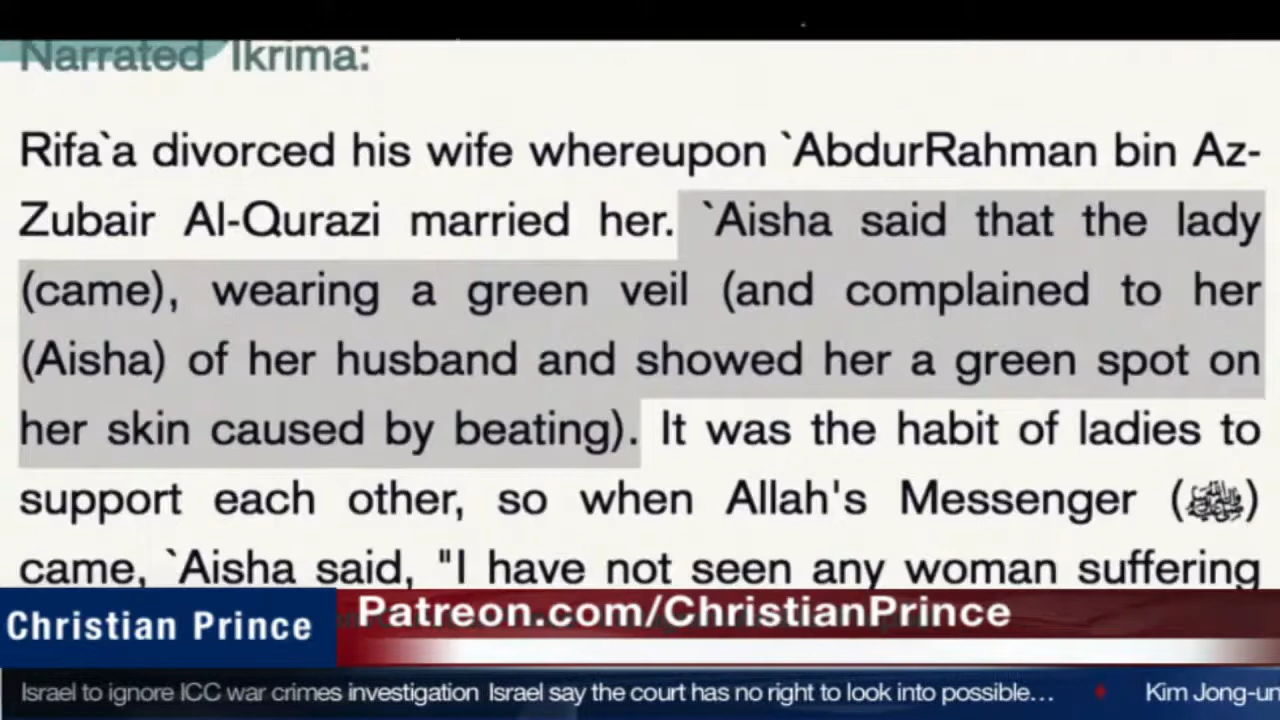 Narrated `Ikrima:
Rifa`a divorced his wife whereupon `AbdurRahman bin Az-
Zubair Al-Qurazi married her. `Aisha said that the lady
(came), wearing a green veil (and complained to her
(Aisha) of her husband and showed her a green spot on
her skin caused by beating). It was the habit of ladies to
support each other, so when Allah's Messenger (ﷺ)
came, `Aisha said, "I have not seen any woman suffering
Christian Prince
Patreon.com/ChristianPrince
Israel to ignore ICC war crimes investigation Israel say the court has no right to look into possible... Kim Jong-un